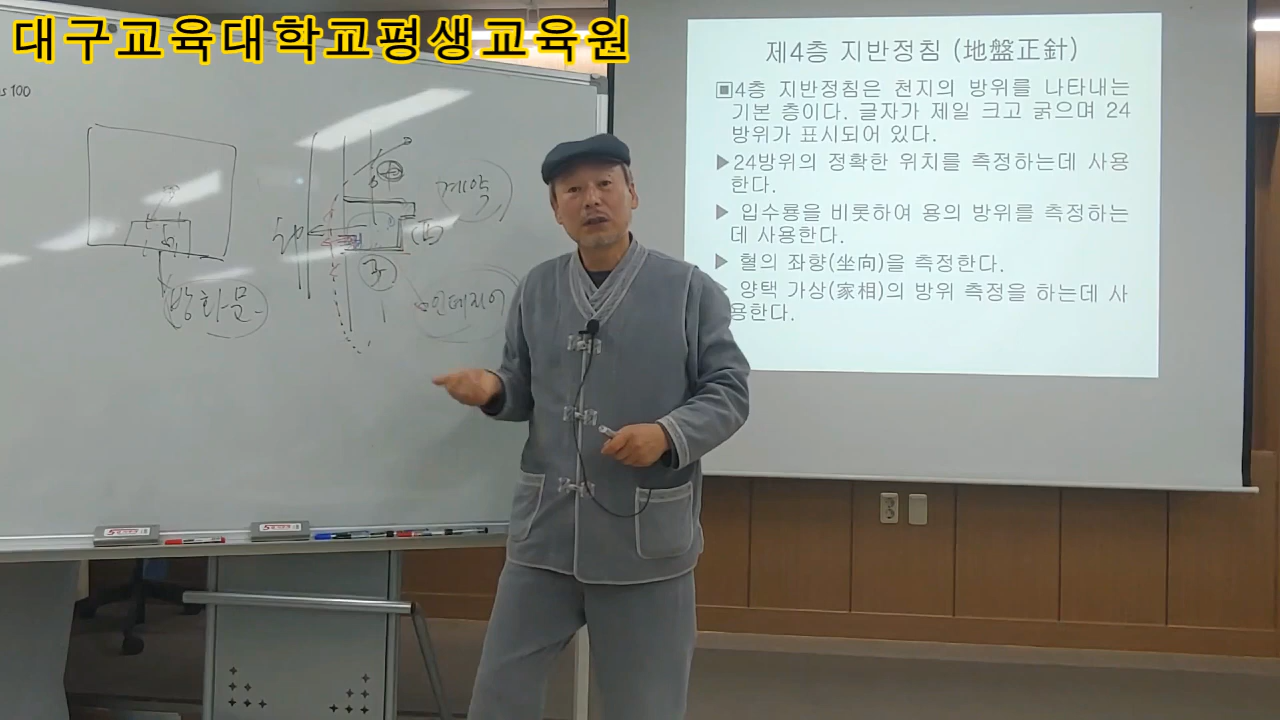 대구교육대학교평생교육원
100
제4층 지반정침 (地盤正針)
▣4층 지반정침은 천지의 방위를 나타내는
기본 층이다. 글자가 제일 크고 굵으며 24
방위가 표시되어 있다.
▶24방위의 정확한 위치를 측정하는데 사용
한다.
▶ 입수룡을 비롯하여 용의 방위를 측정하는
데 사용한다.
▶ 혈의 좌향(坐向)을 측정한다.
양택 가상(家相)의 방위 측정을 하는데 사
용한다.
계약
방화문
인테리어